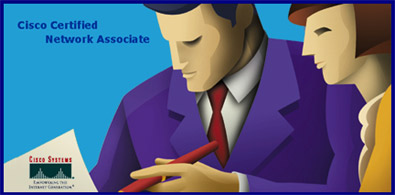 Cisco Certified
Network Associate
CISCO SYSTEMS
EMPOWERING THE
INTERNET GENERATION®